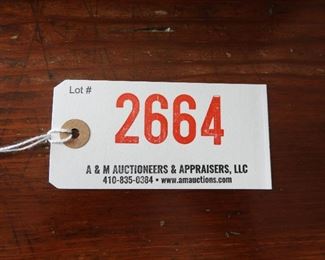 Lot #
2664
A & M AUCTIONEERS & APPRAISERS, LLC
410-835-0384 • www.amauctions.com